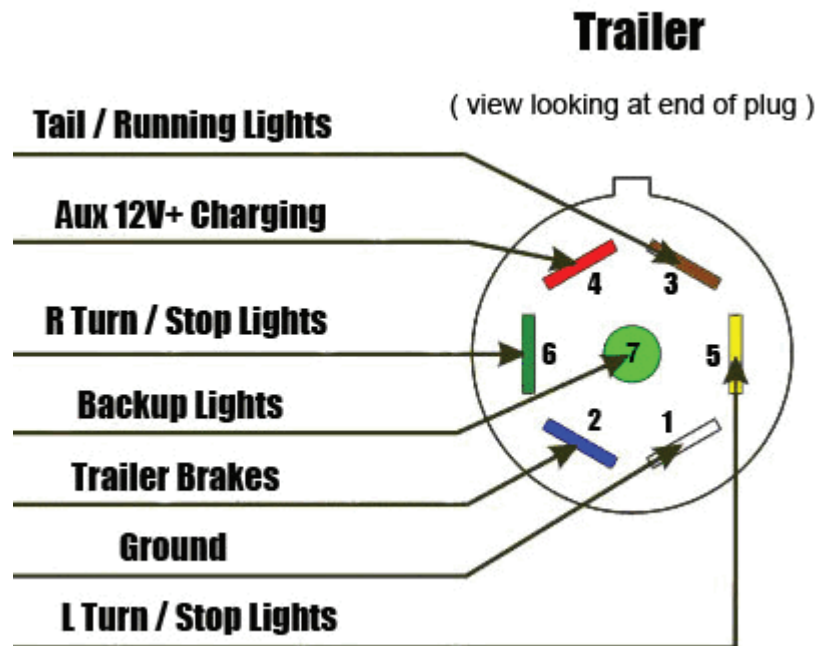 Trailer
( view looking at end of plug )
Tail / Running Lights
Aux 12V+ Charging
R Turn / Stop Lights
Backup Lights
Trailer Brakes
Ground
L Turn / Stop Lights
4
3
6
7
5
2
1